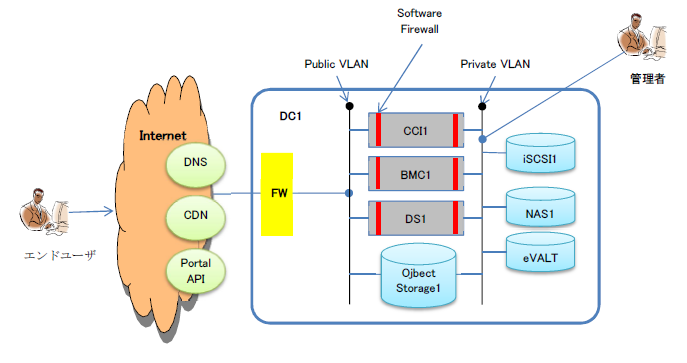 Software
Firewall
Public VLAN
Private VLAN
管理者
DC1
Internet
DNS
CDN
Portal
API
FW
CCI1
BMC1
DS1
Ojbect
Storage1
iSCSI1
NAS1
eVALT
エンドユーザ